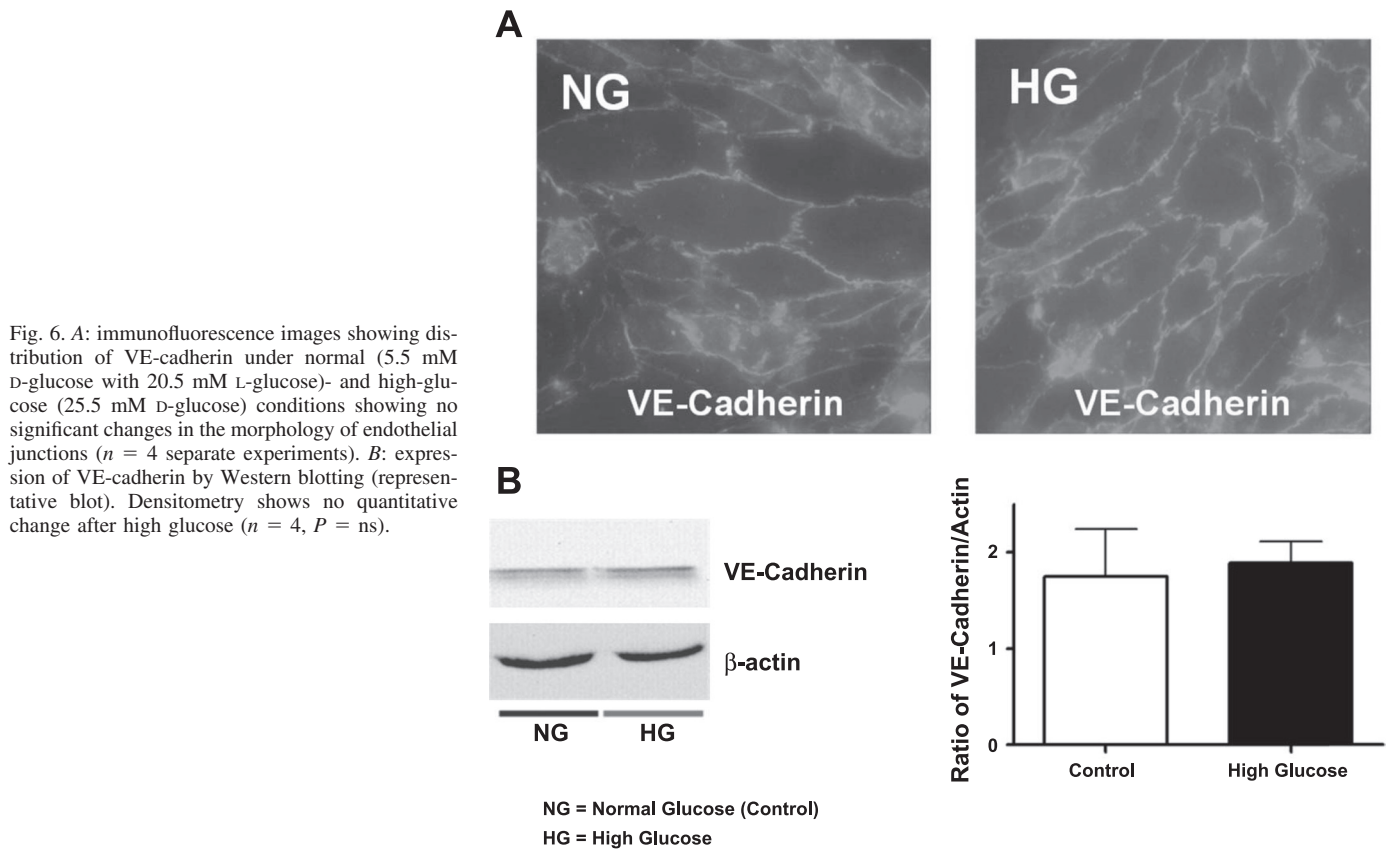 Fig. 6. A: immunofluorescence images showing dis-
tribution of VE-cadherin under normal (5.5 mM
D-glucose with 20.5 mM L-glucose)- and high-glu-
cose (25.5 mM D-glucose) conditions showing no
significant changes in the morphology of endothelial
junctions (n = 4 separate experiments). B: expres-
sion of VE-cadherin by Western blotting (represen-
tative blot). Densitometry shows no quantitative
change after high glucose (n = 4, P = ns).
A
NG
VE-Cadherin
HG
VE-Cadherin
B
VE-Cadherin
β-actin
NG
HG
Ratio of VE-Cadherin/Actin
2
1
0
Control
High Glucose
NG = Normal Glucose (Control)
HG = High Glucose